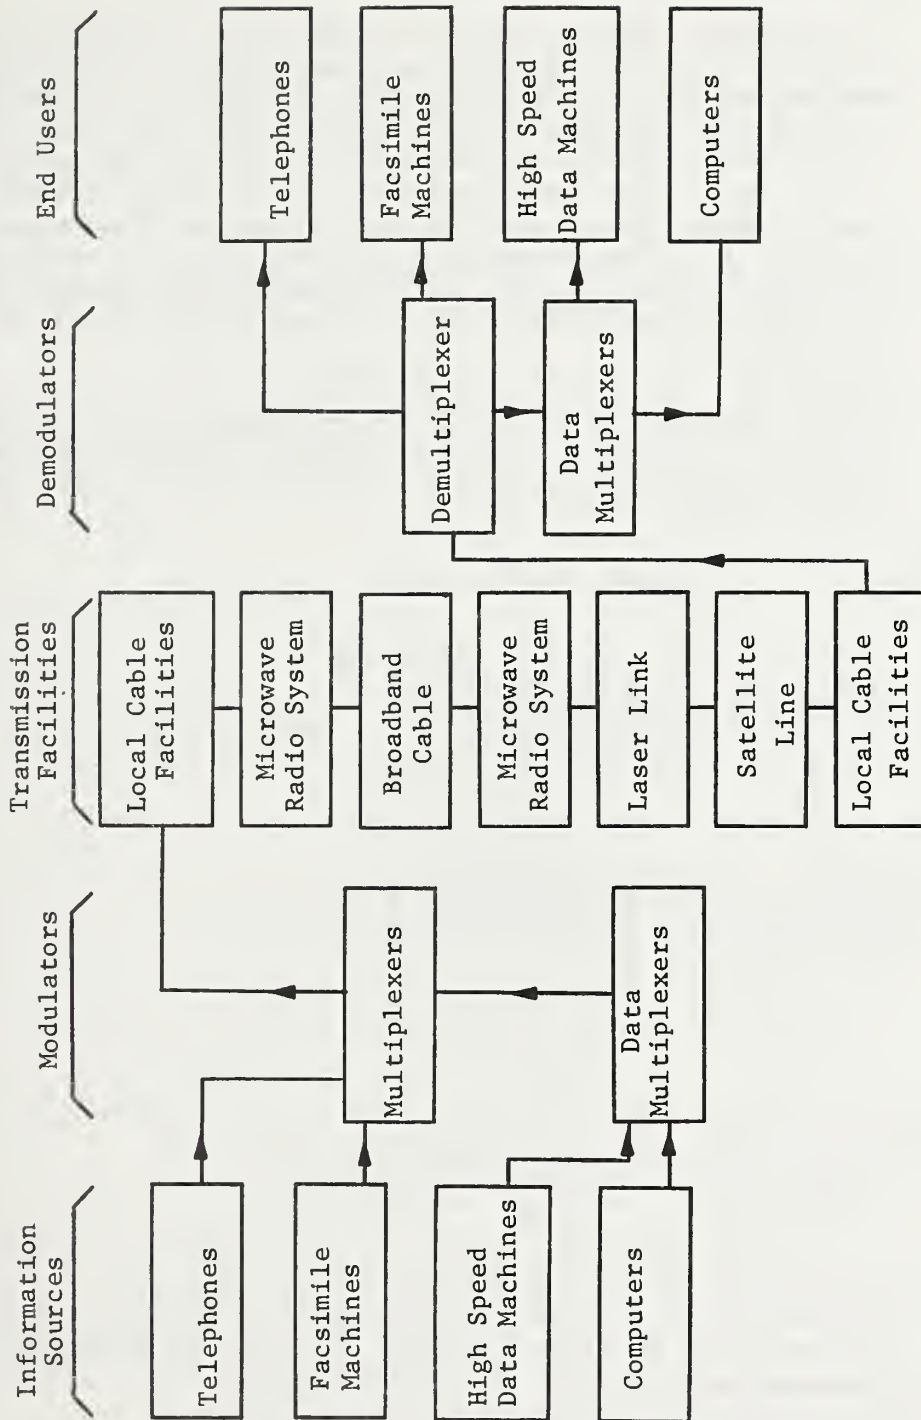 Information
Sources
Modulators
Transmission
Facilities
Demodulators
End Users
Telephones
Facsimile
Machines
High Speed
Data Machines
Computers
Multiplexers
Data
Multiplexers
Local Cable
Facilities
Microwave
Radio System
Broadband
Cable
Microwave
Radio System
Laser Link
Satellite
Line
Local Cable
Facilities
Demultiplexer
Data
Multiplexers
Telephones
Facsimile
Machines
High Speed
Data Machines
Computers